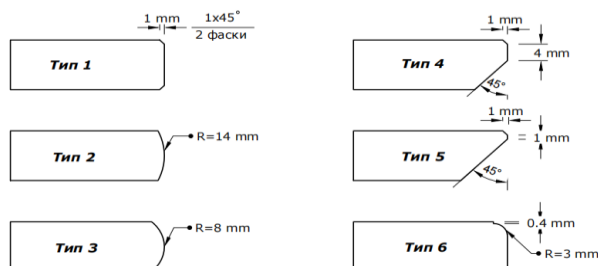 1 mm
1x45°
2 фаски
Тип 1
1 mm
4 mm
Тип 4
45°
Тип 2
R=14 mm
1 mm
= 1 mm
Тип 5
45°
Тип 3
R=8 mm
0.4 mm
Тип 6
R=3 mm